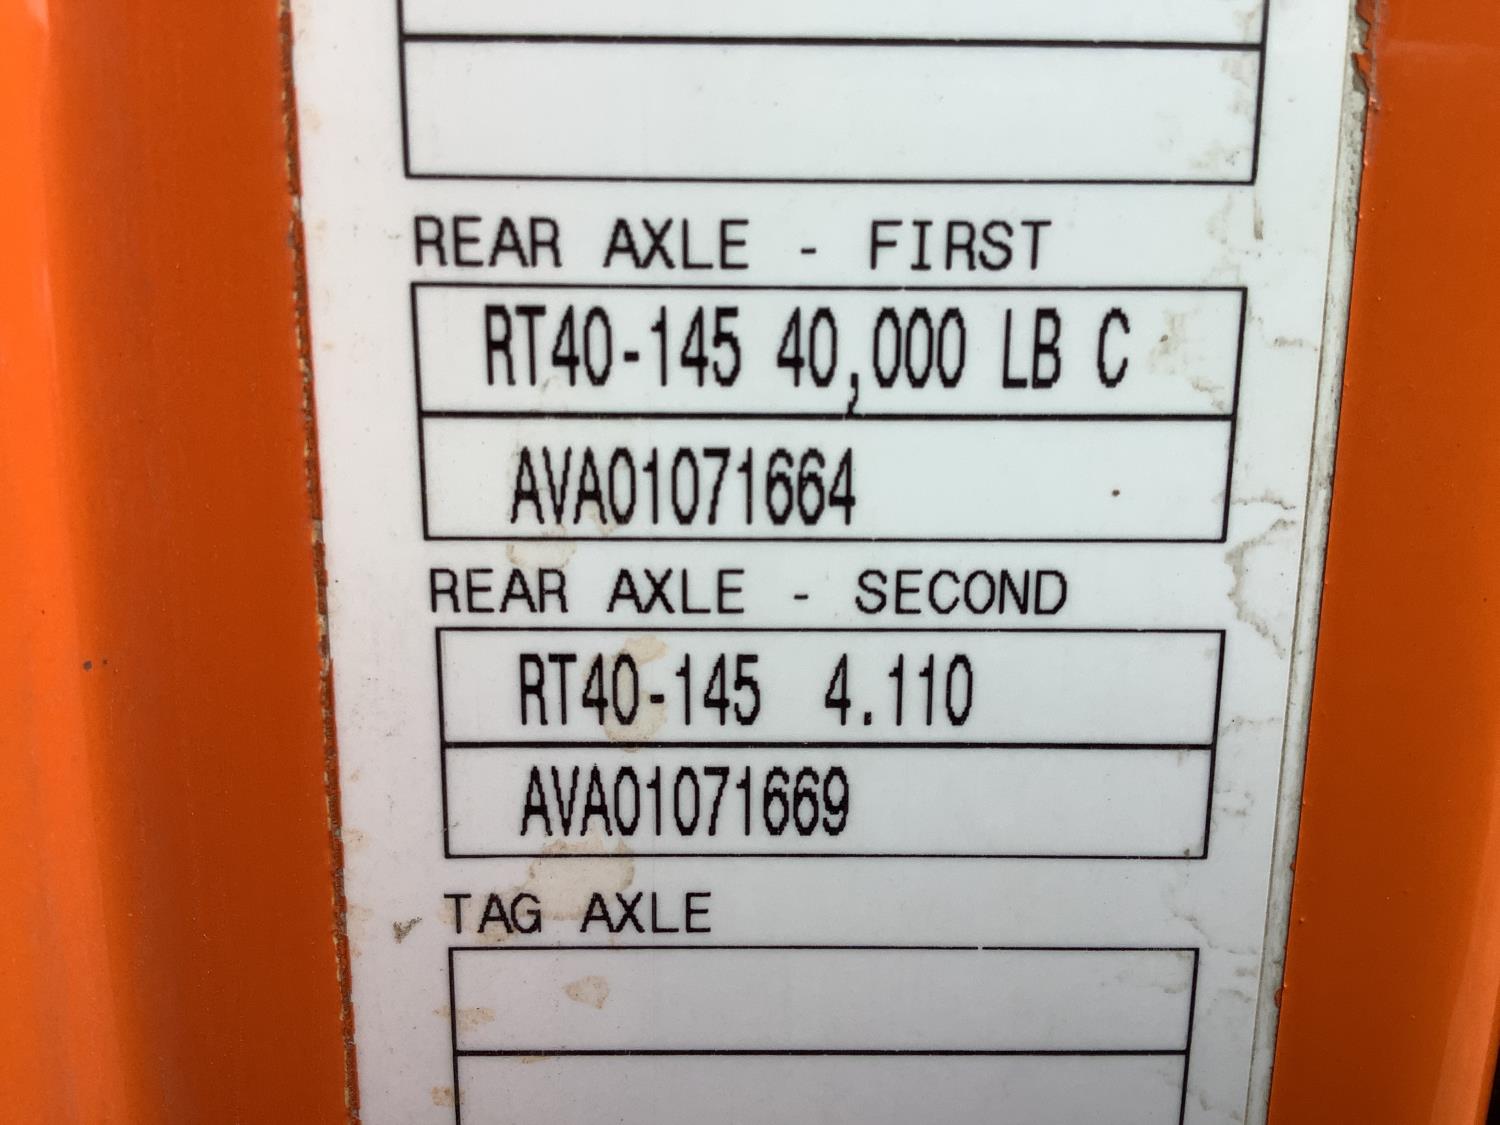 REAR AXLE - FIRST
RT40-145 40,000 LB C
AVA01071664
REAR AXLE - SECOND
RT40-145 4.110
AVA01071669
TAG AXLE